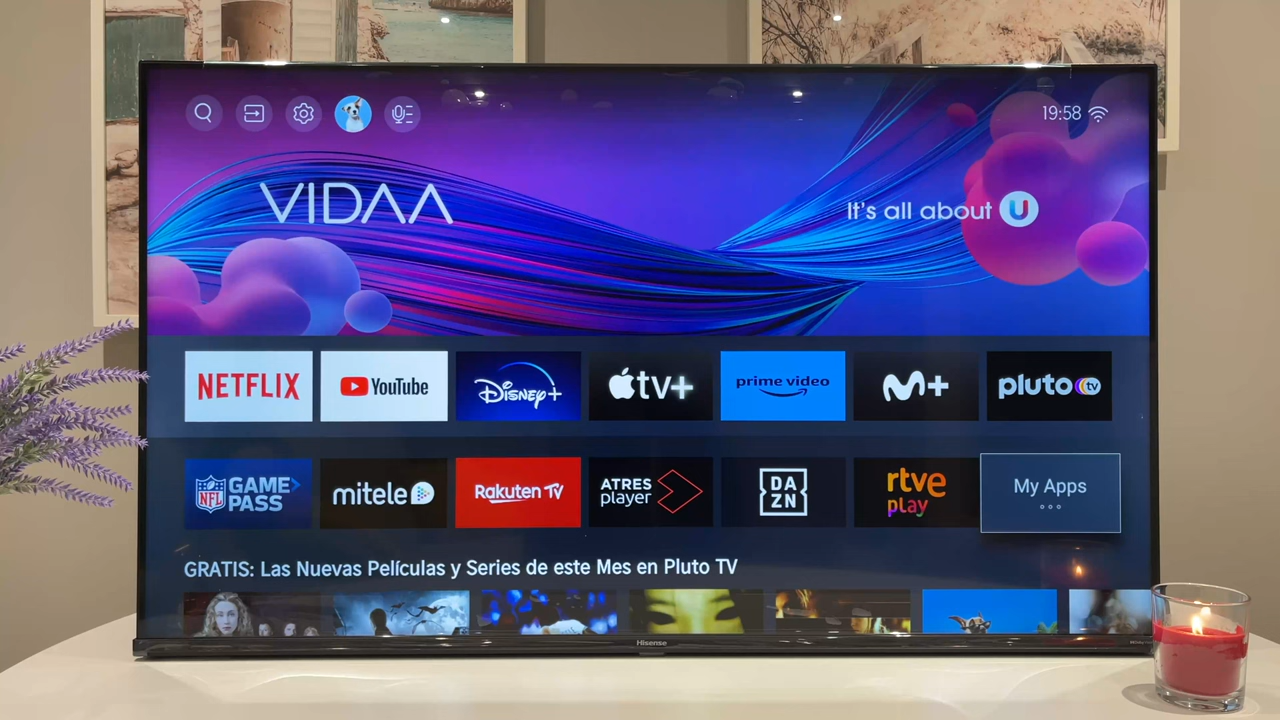 19:58
VIDAA
It's all about U
NETFLIX
YouTube
Disney+
tv+
prime video
M+
pluto tv
NFL GAME PASS
mitele
Rakuten TV
ATRES player
DAZN
rtve play
My Apps
GRATIS: Las Nuevas Películas y Series de este Mes en Pluto TV
Hisense